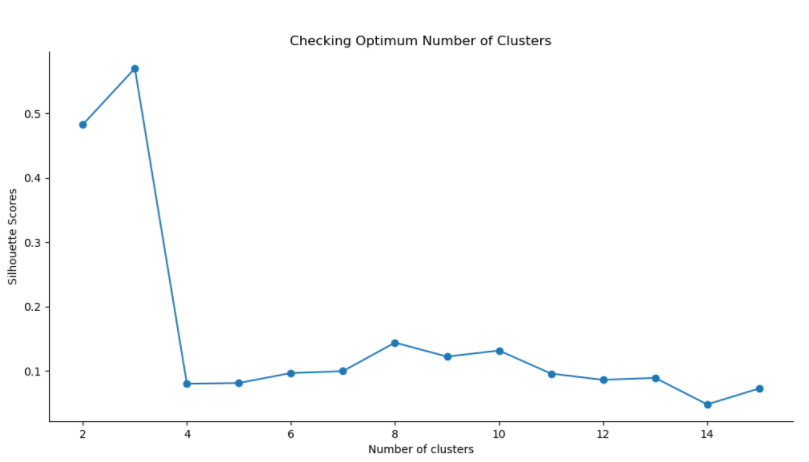 Checking Optimum Number of Clusters
Silhouette Scores
0.5
0.4
0.3
0.2
0.1
2 4 6 8 10 12 14
Number of clusters